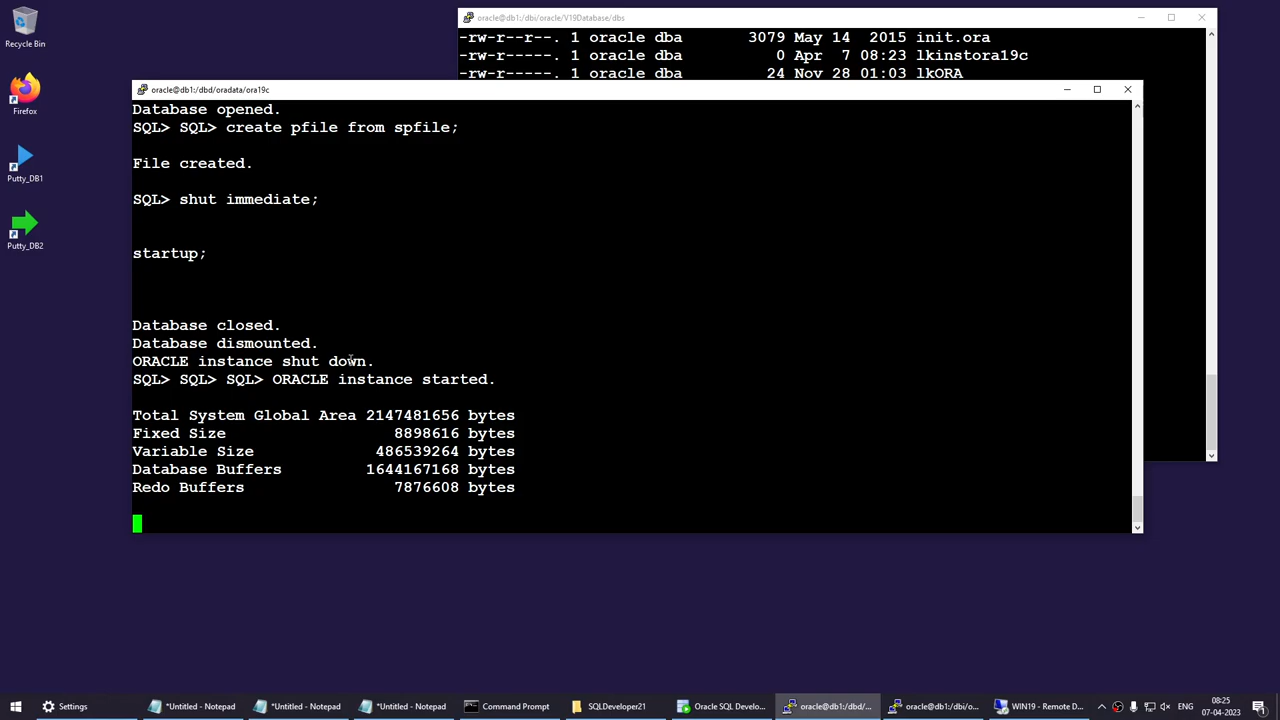 Recycle Bin
Firefox
Putty_DB1
Putty_DB2
oracle@db1:/dbi/oracle/V19Database/dbs
-rw-r--r--. 1 oracle dba 3079 May 14 2015 init.ora
-rw-r-----. 1 oracle dba 0 Apr 7 08:23 lkinstora19c
-rw-r-----. 1 oracle dba 24 Nov 28 01:03 lkORA
oracle@db1:/dbd/oradata/ora19c
Database opened.
SQL> SQL> create pfile from spfile;
File created.
SQL> shut immediate;
startup;
Database closed.
Database dismounted.
ORACLE instance shut down.
SQL> SQL> SQL> ORACLE instance started.
Total System Global Area 2147481656 bytes
Fixed Size 8898616 bytes
Variable Size 486539264 bytes
Database Buffers 1644167168 bytes
Redo Buffers 7876608 bytes
Settings
*Untitled - Notepad
*Untitled - Notepad
*Untitled - Notepad
Command Prompt
SQLDeveloper21
Oracle SQL Develo...
oracle@db1:/dbd/...
oracle@db1:/dbi/o...
WIN19 - Remote D...
ENG
08:25
07-04-2023